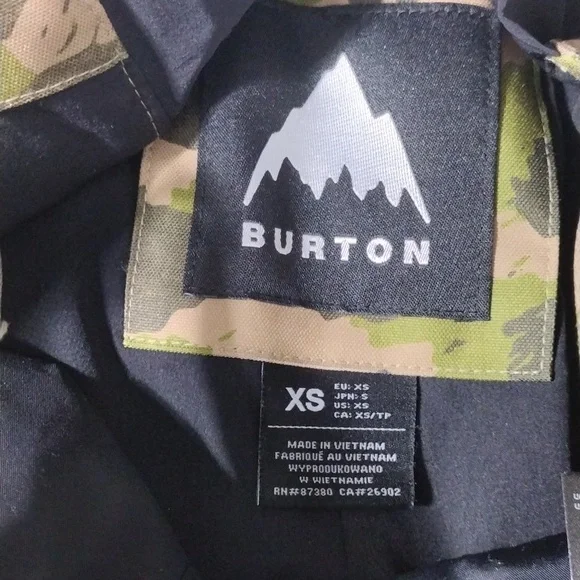 BURTON
XS
EU: XS
JPN: S
US: XS
CA: XS/TP
MADE IN VIETNAM
FABRIQUÉ AU VIETNAM
WYPRODUKOWANO
W WIETNAMIE
RN#87380 CA#26902